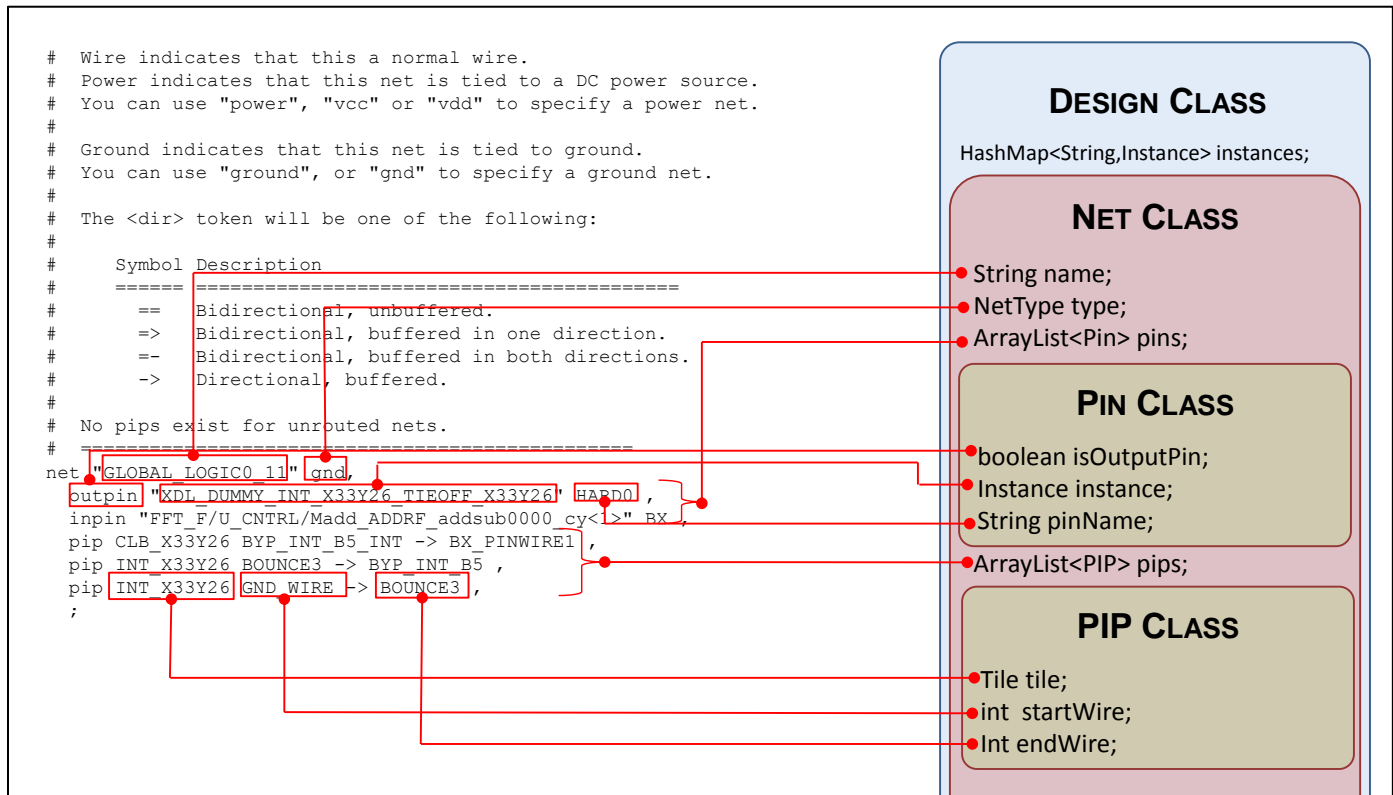 # Wire indicates that this a normal wire.
# Power indicates that this net is tied to a DC power source.
# You can use "power", "vcc" or "vdd" to specify a power net.
#
# Ground indicates that this net is tied to ground.
# You can use "ground", or "gnd" to specify a ground net.
#
# The <dir> token will be one of the following:
#
# Symbol Description
# ====== ==========================================
# == Bidirectional, unbuffered.
# => Bidirectional, buffered in one direction.
# =- Bidirectional, buffered in both directions.
# -> Directional, buffered.
#
# No pips exist for unrouted nets.
# ================================================
net "GLOBAL_LOGIC0_11" gnd,
outpin "XDL_DUMMY_INT_X33Y26_TIEOFF_X33Y26" HARD0 ,
inpin "FFT_F/U_CNTRL/Madd_ADDRF_addsub0000_cy<1>" BX ,
pip CLB_X33Y26 BYP_INT_B5_INT -> BX_PINWIRE1 ,
pip INT_X33Y26 BOUNCE3 -> BYP_INT_B5 ,
pip INT_X33Y26 GND_WIRE -> BOUNCE3 ,
;
DESIGN CLASS
HashMap<String,Instance> instances;
NET CLASS
String name;
NetType type;
ArrayList<Pin> pins;
PIN CLASS
boolean isOutputPin;
Instance instance;
String pinName;
ArrayList<PIP> pips;
PIP CLASS
Tile tile;
int startWire;
Int endWire;